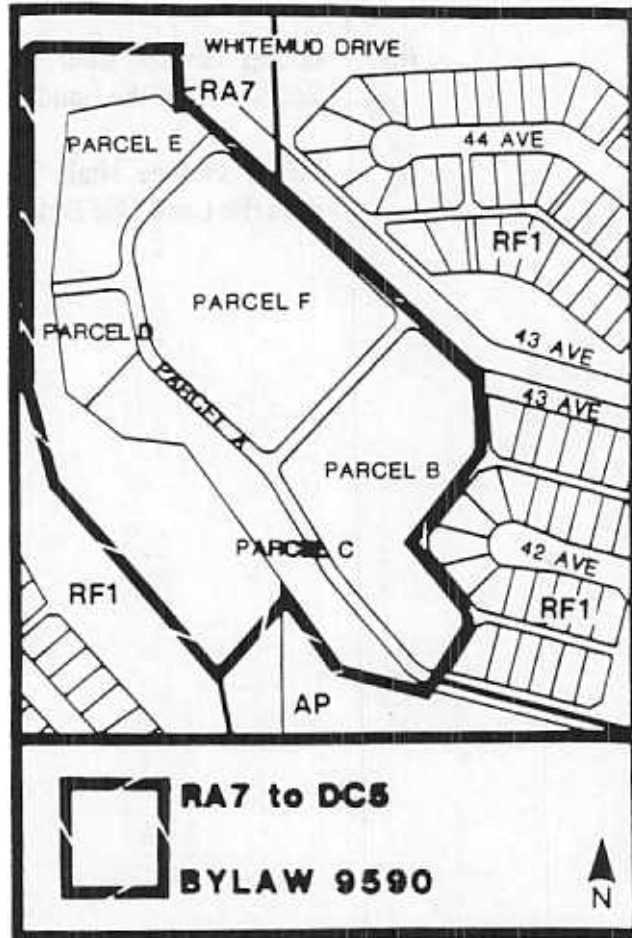 WHITEMUD DRIVE
RA7
PARCEL E
44 AVE
RF1
PARCEL F
PARCEL D
43 AVE
43 AVE
PARCEL A
PARCEL B
PARCEL C
42 AVE
RF1
RF1
AP
RA7 to DC5
BYLAW 9590
N